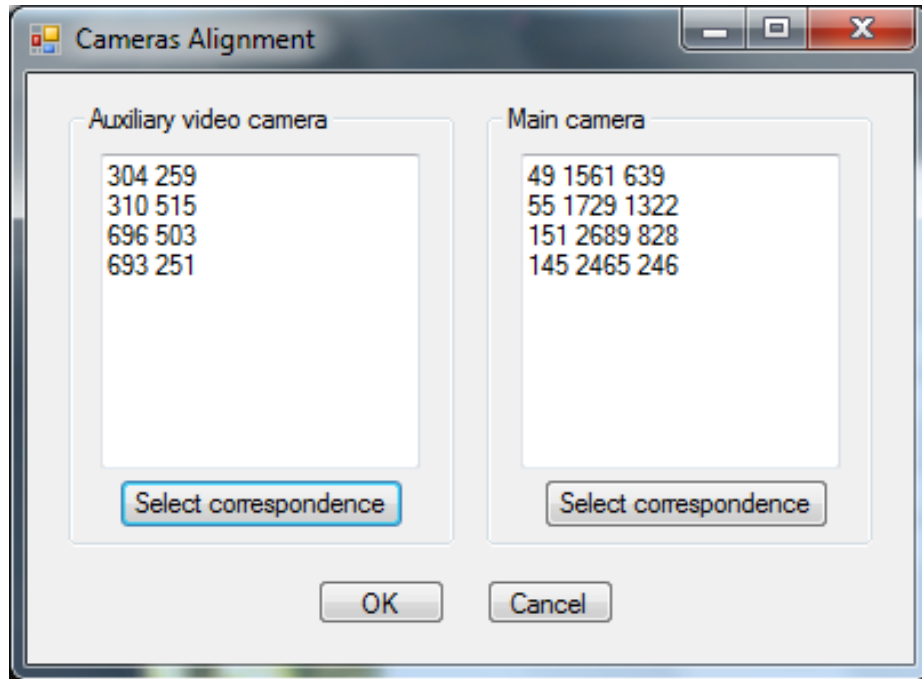 Cameras Alignment
Auxiliary video camera
304 259
310 515
696 503
693 251
Select correspondence
Main camera
49 1561 639
55 1729 1322
151 2689 828
145 2465 246
Select correspondence
OK
Cancel